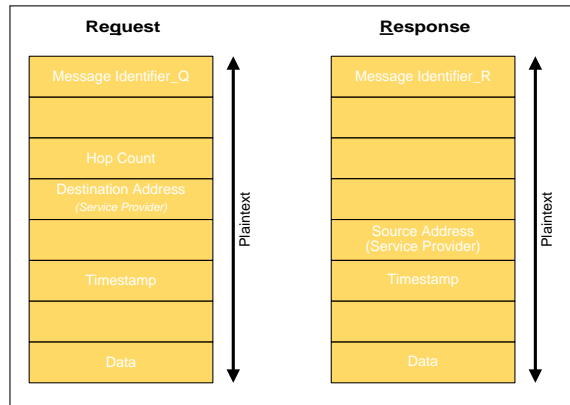 Request
Message Identifier_Q
Hop Count
Destination Address
(Service Provider)
Timestamp
Data
Plaintext
Response
Message Identifier_R
Source Address
(Service Provider)
Timestamp
Data
Plaintext